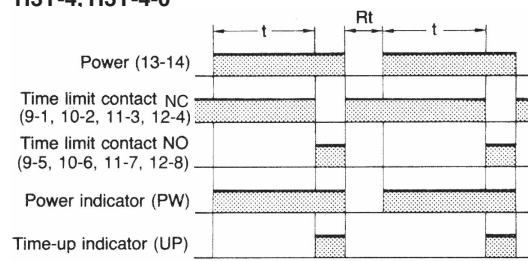 H3Y-4, H3Y-4-0
t Rt t
Power (13-14)
Time limit contact NC
(9-1, 10-2, 11-3, 12-4)
Time limit contact NO
(9-5, 10-6, 11-7, 12-8)
Power indicator (PW)
Time-up indicator (UP)